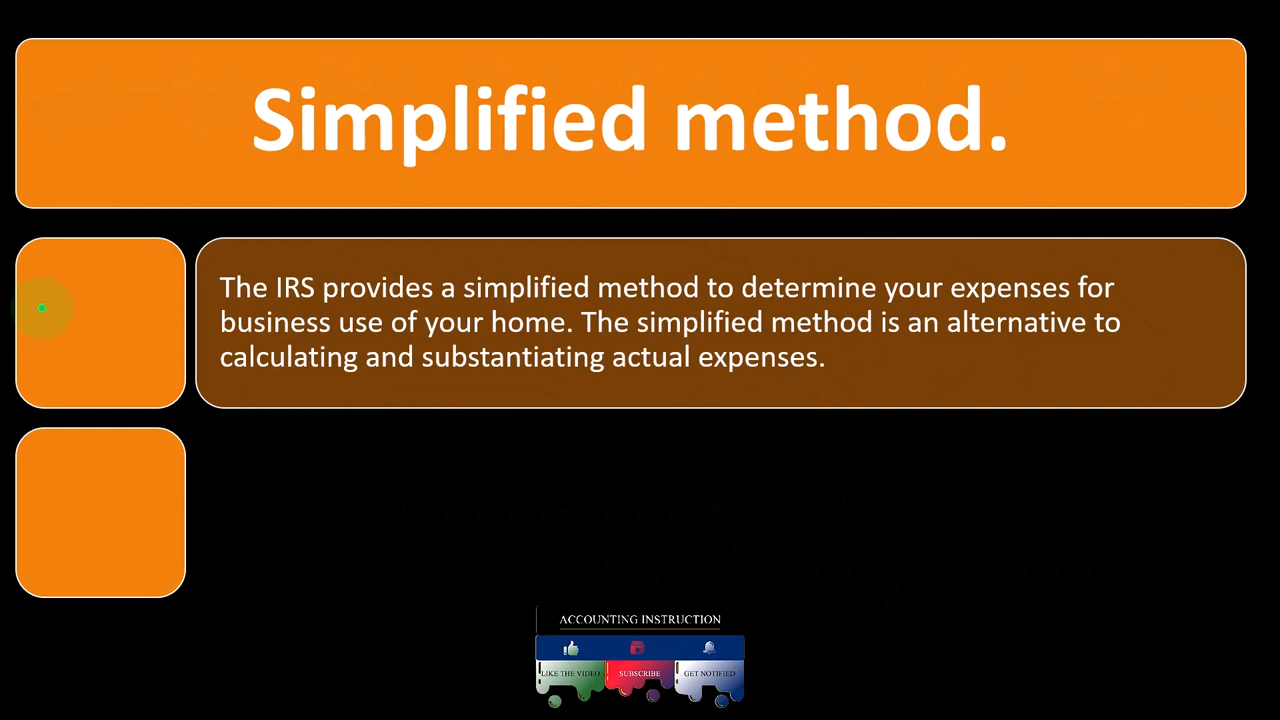 Simplified method.
The IRS provides a simplified method to determine your expenses for
business use of your home. The simplified method is an alternative to
calculating and substantiating actual expenses.
ACCOUNTING INSTRUCTION
LIKE THE VIDEO SUBSCRIBE GET NOTIFIED